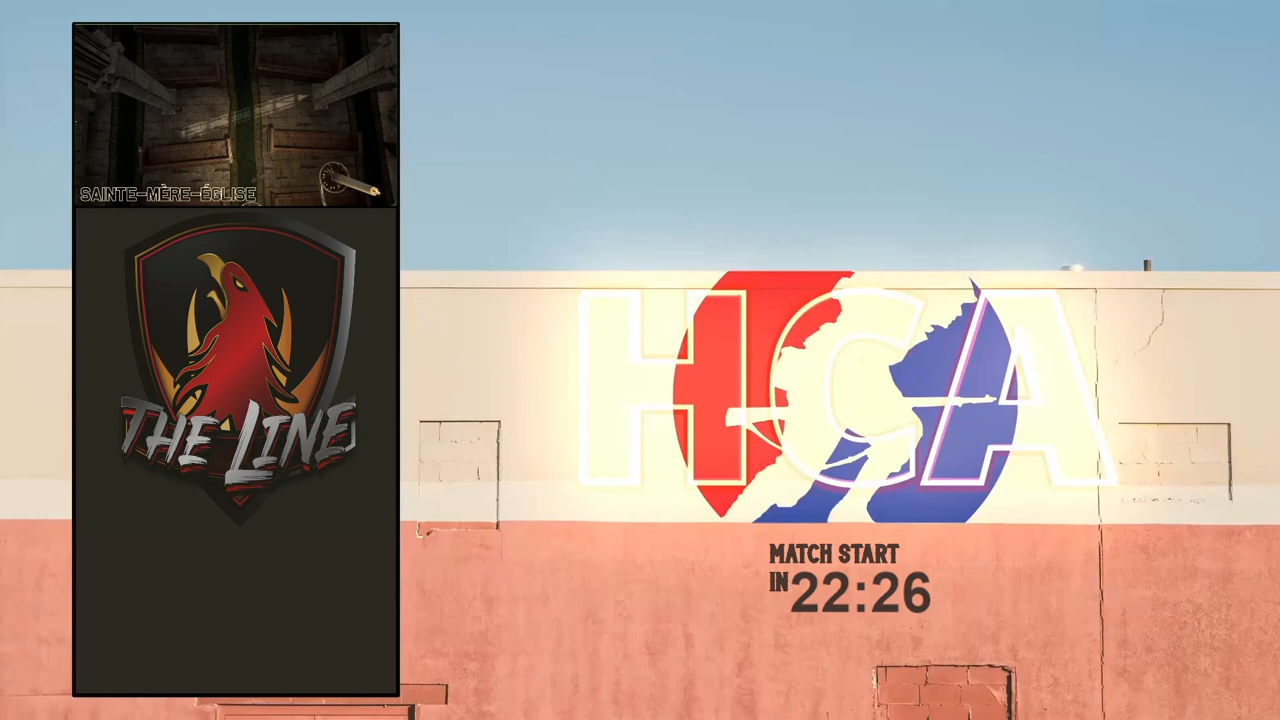 SAINTE-MÈRE-ÉGLISE
THE LINE
HCA
MATCH START
IN 22:26